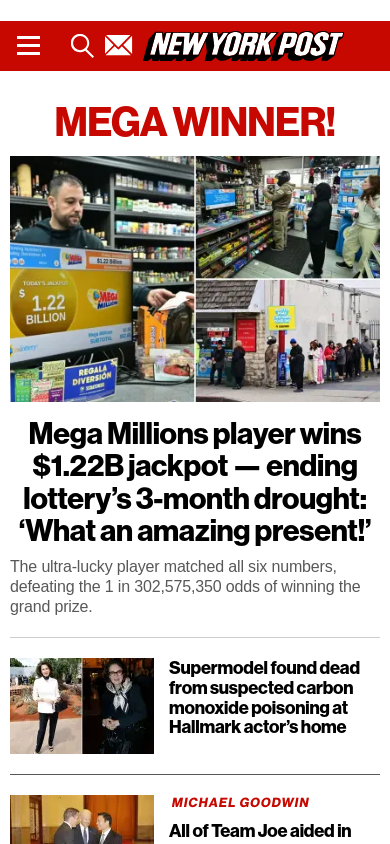 NEW YORK POST
MEGA WINNER!
$1.22 Billion
TODAY'S JACKPOT
$1.22
BILLION
MEGA
MILLIONS
REGALA
DIVERSIÓN
Mega Millions player wins
$1.22B jackpot — ending
lottery’s 3-month drought:
‘What an amazing present!’
The ultra-lucky player matched all six numbers,
defeating the 1 in 302,575,350 odds of winning the
grand prize.
Supermodel found dead
from suspected carbon
monoxide poisoning at
Hallmark actor’s home
MICHAEL GOODWIN
All of Team Joe aided in